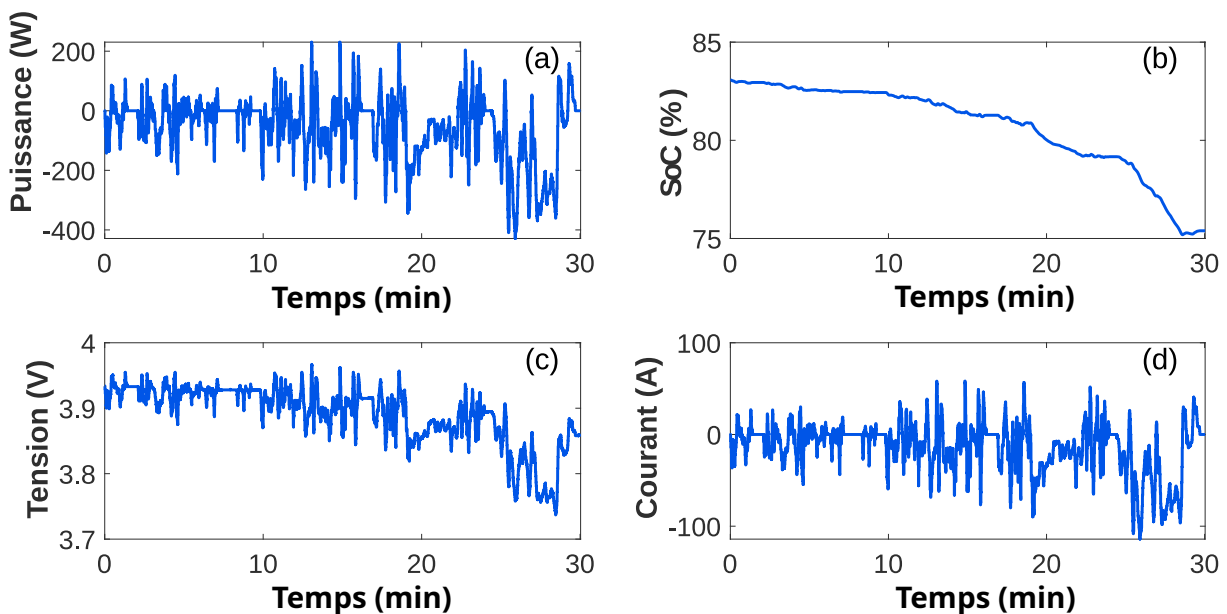 Puissance (W)
200
0
-200
-400
(a)
0 10 20 30
Temps (min)
SoC (%)
85
80
75
(b)
0 10 20 30
Temps (min)
Tension (V)
4
3.9
3.8
3.7
(c)
0 10 20 30
Temps (min)
Courant (A)
100
0
-100
(d)
0 10 20 30
Temps (min)